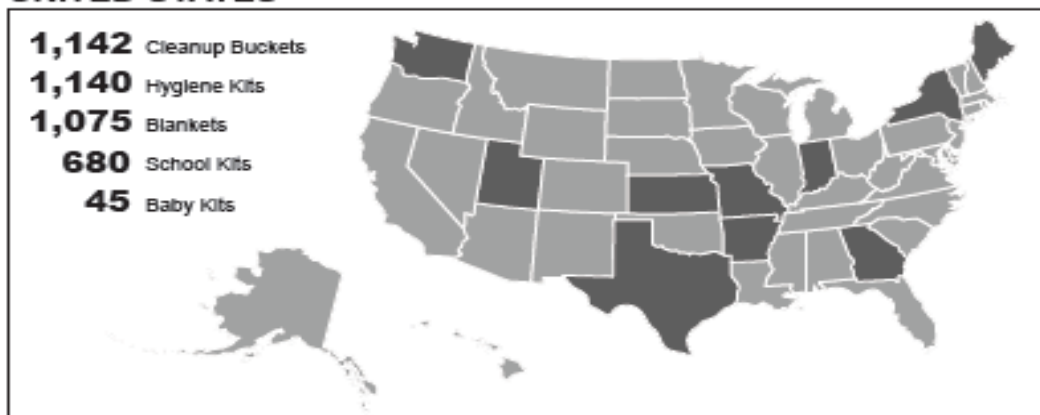 1,142 Cleanup Buckets
1,140 Hygiene Kits
1,075 Blankets
680 School Kits
45 Baby Kits